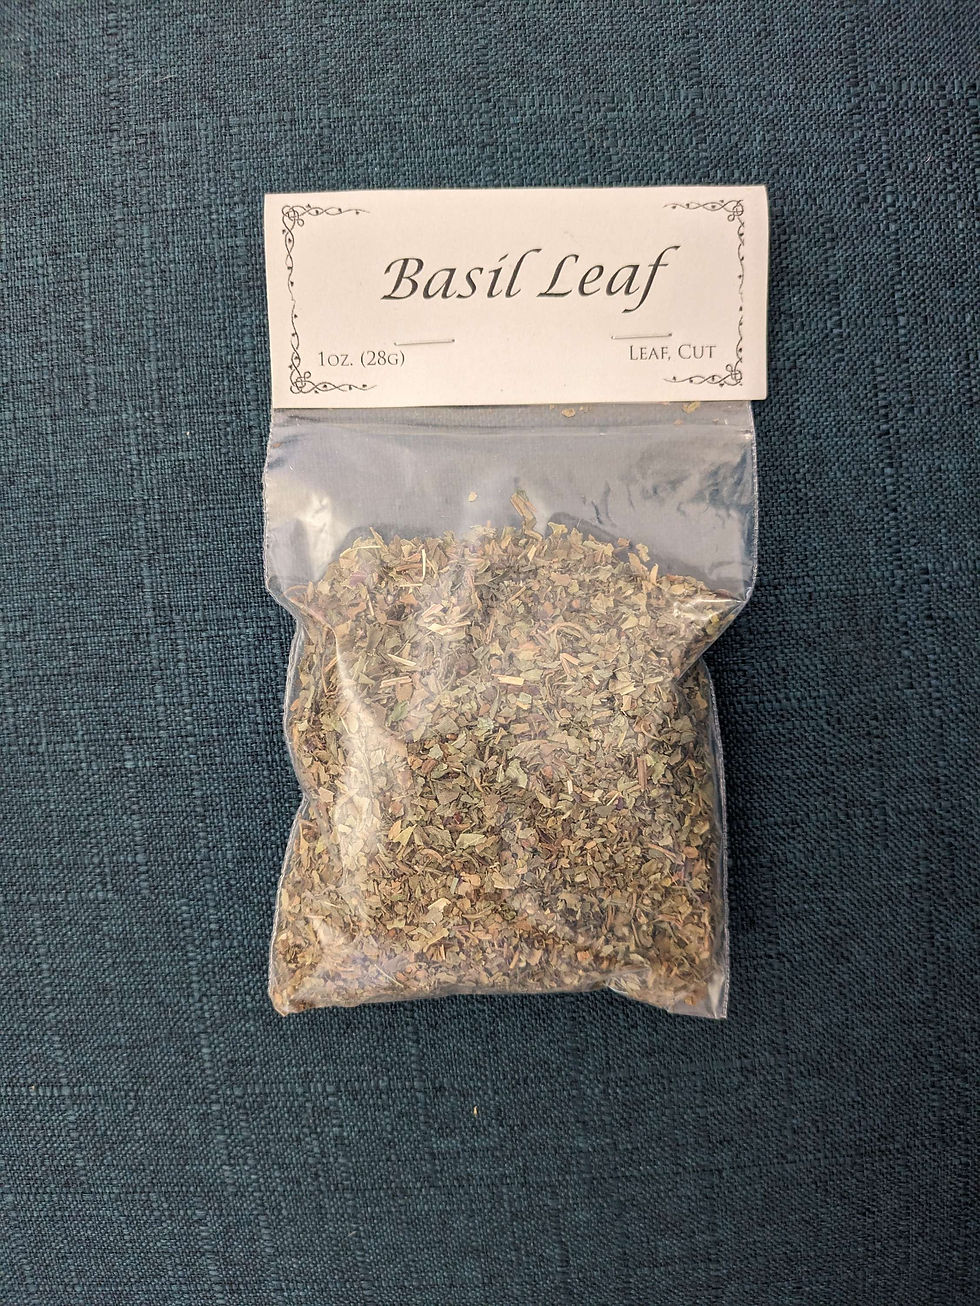 Basil Leaf
1oz. (28g)
Leaf, Cut